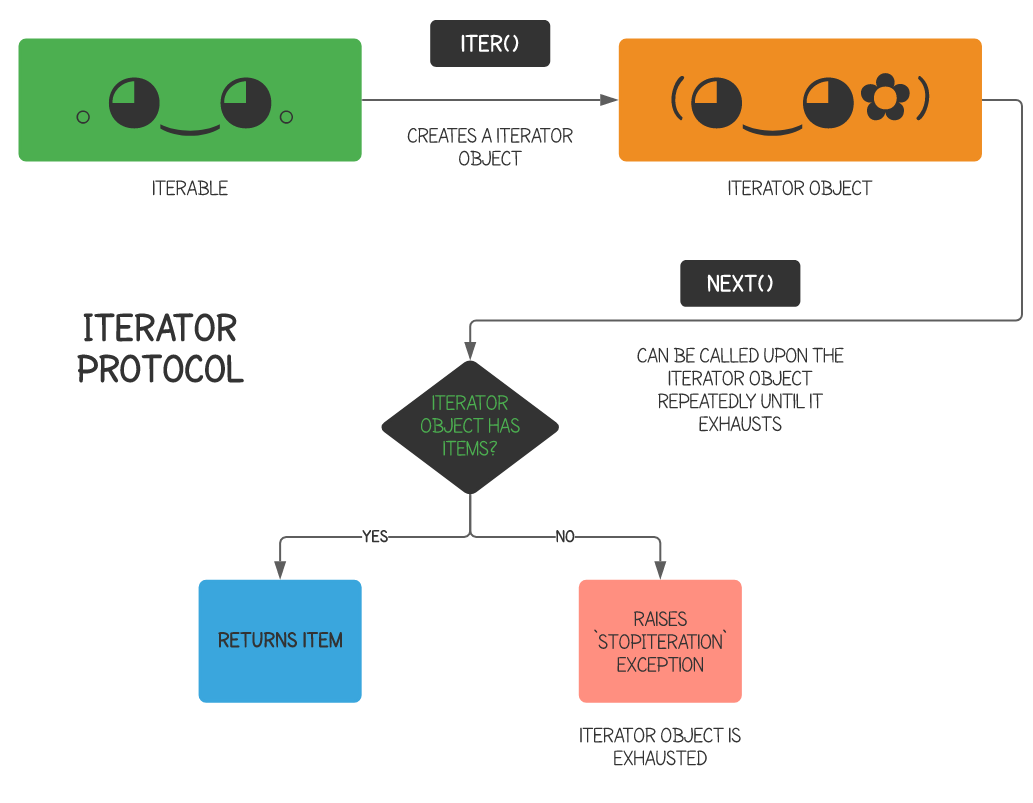 ITER()
CREATES A ITERATOR
OBJECT
ITERABLE
ITERATOR OBJECT
NEXT()
ITERATOR
PROTOCOL
CAN BE CALLED UPON THE
ITERATOR OBJECT
REPEATEDLY UNTIL IT
EXHAUSTS
ITERATOR
OBJECT HAS
ITEMS?
YES
NO
RETURNS ITEM
RAISES
`STOPITERATION`
EXCEPTION
ITERATOR OBJECT IS
EXHAUSTED